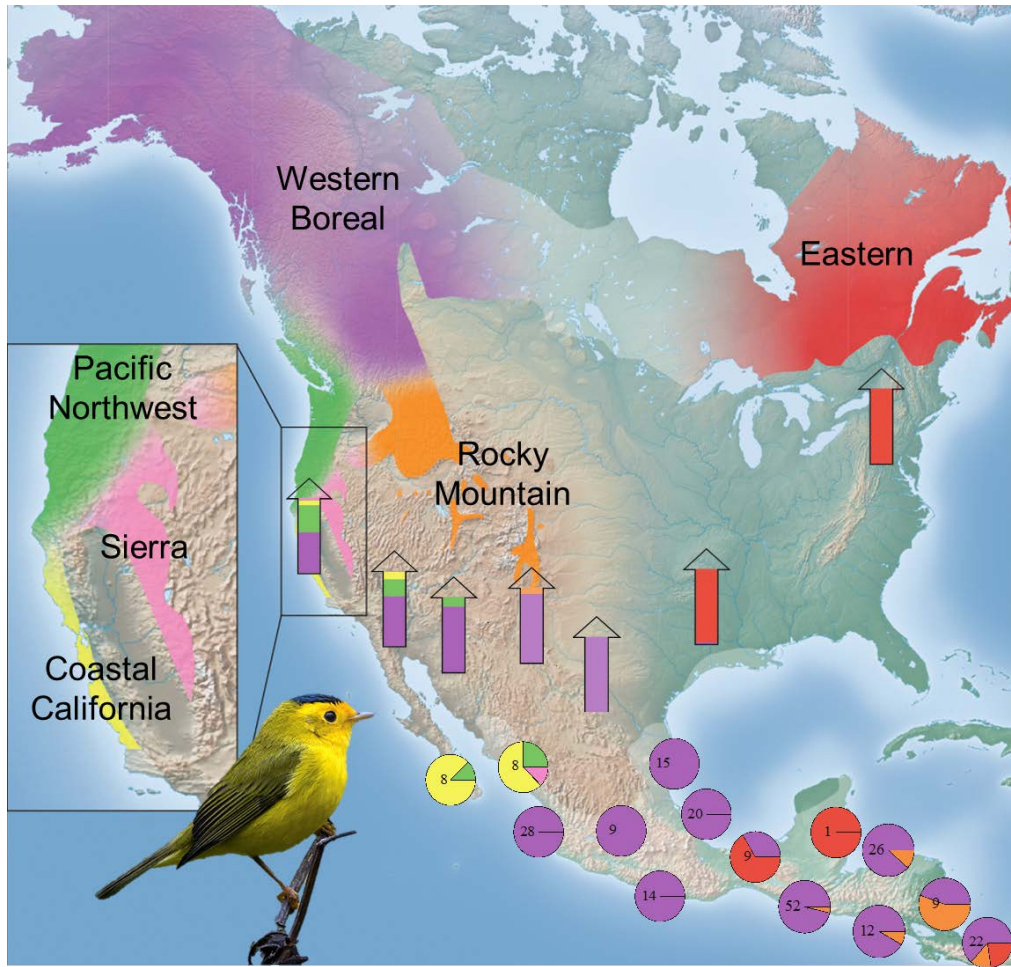 Western
Boreal
Eastern
Pacific
Northwest
Rocky
Mountain
Sierra
Coastal
California
8
8
15
28
9
20
9
1
26
14
52
9
12
22